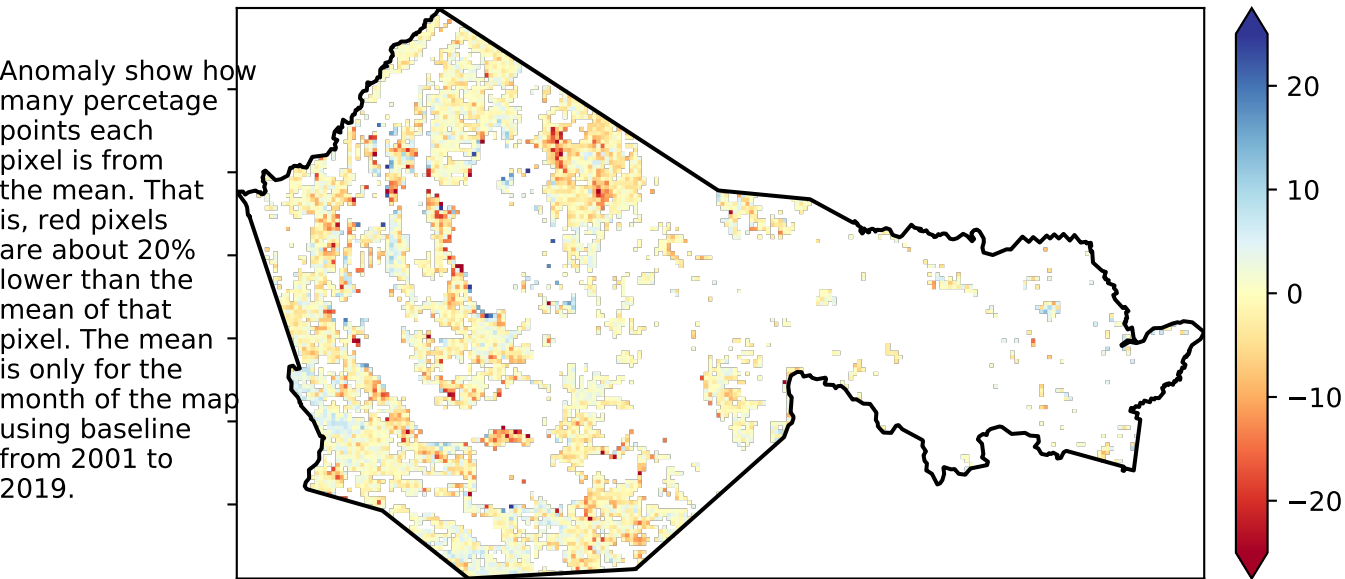 Anomaly show how
many percetage
points each
pixel is from
the mean. That
is, red pixels
are about 20%
lower than the
mean of that
pixel. The mean
is only for the
month of the map
using baseline
from 2001 to
2019.
20
10
0
−10
−20